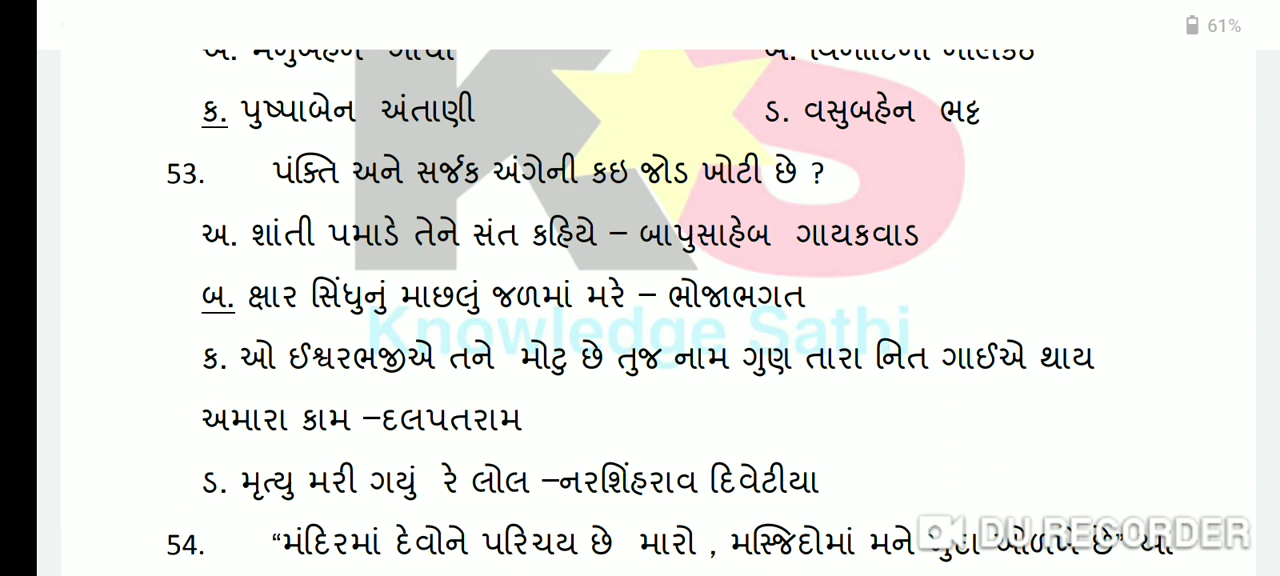 61%
ક. પુષ્પાબેન અંતાણી ડ. વસુબહેન ભટ્ટ
53. પંક્તિ અને સર્જક અંગેની કઇ જોડ ખોટી છે ?
અ. શાંતી પમાડે તેને સંત કહિયે – બાપુસાહેબ ગાયકવાડ
બ. ક્ષાર સિંધુનું માછલું જળમાં મરે – ભોજાભગત
Knowledge Sathi
ક. ઓ ઈશ્વરભજીએ તને મોટુ છે તુજ નામ ગુણ તારા નિત ગાઈએ થાય
અમારા કામ –દલપતરામ
ડ. મૃત્યુ મરી ગયું રે લોલ –નરશિંહરાવ દિવેટીયા
54. “મંદિરમાં દેવોને પરિચય છે મારો , મસ્જિદોમાં મને
DU RECORDER